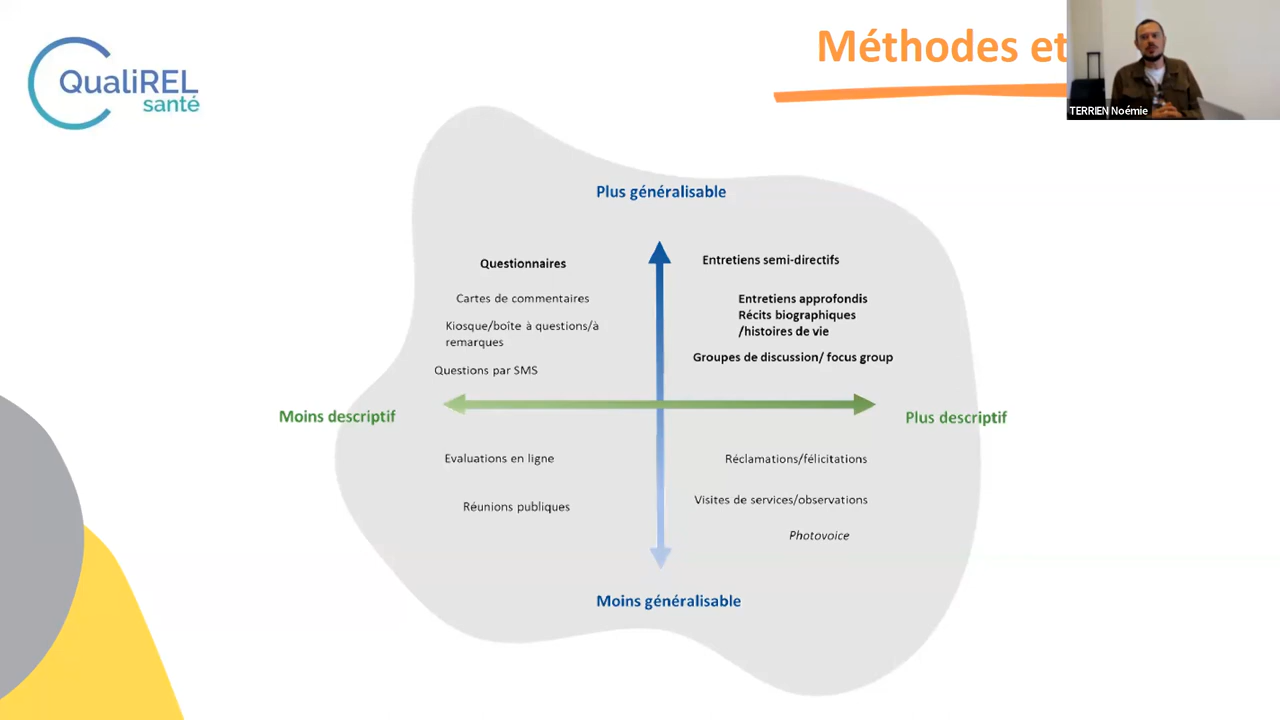 QualiREL
santé
Méthodes et
TERRIEN Noémie
Plus généralisable
Questionnaires
Cartes de commentaires
Kiosque/boîte à questions/à
remarques
Questions par SMS
Entretiens semi-directifs
Entretiens approfondis
Récits biographiques
/histoires de vie
Groupes de discussion/ focus group
Moins descriptif
Plus descriptif
Evaluations en ligne
Réunions publiques
Réclamations/félicitations
Visites de services/observations
Photovoice
Moins généralisable